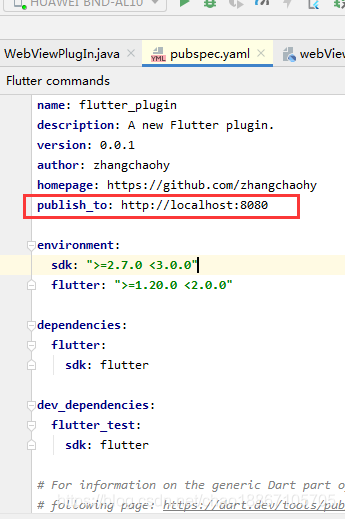 HUAWEI BND-AL10
WebViewPlugIn.java
pubspec.yaml
webView
Flutter commands
name: flutter_plugin
description: A new Flutter plugin.
version: 0.0.1
author: zhangchaohy
homepage: https://github.com/zhangchaohy
publish_to: http://localhost:8080
environment:
sdk: ">=2.7.0 <3.0.0"
flutter: ">=1.20.0 <2.0.0"
dependencies:
flutter:
sdk: flutter
dev_dependencies:
flutter_test:
sdk: flutter
# For information on the generic Dart part o
# following page: https://dart.dev/tools/pub